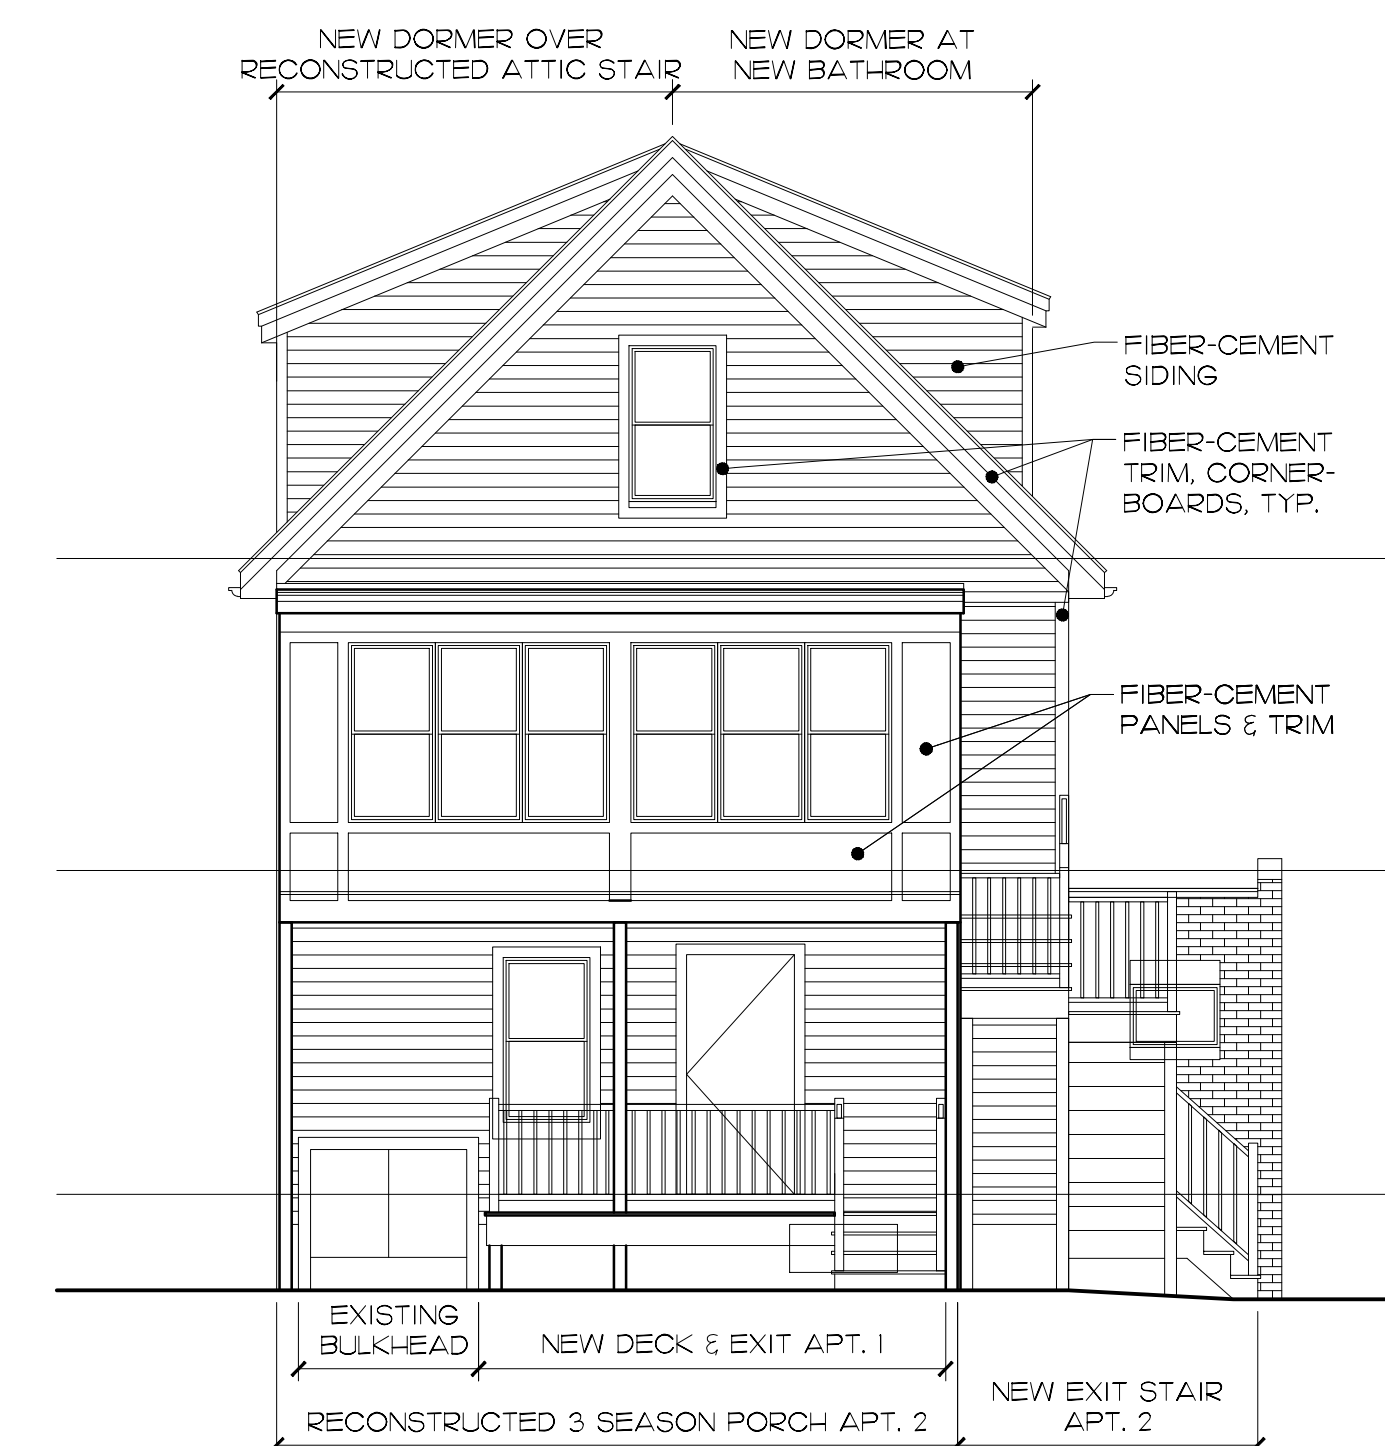 NEW DORMER OVER
RECONSTRUCTED ATTIC STAIR
NEW DORMER AT
NEW BATHROOM
FIBER-CEMENT
SIDING
FIBER-CEMENT
TRIM, CORNER-
BOARDS, TYP.
FIBER-CEMENT
PANELS & TRIM
EXISTING
BULKHEAD
NEW DECK & EXIT APT. 1
NEW EXIT STAIR
APT. 2
RECONSTRUCTED 3 SEASON PORCH APT. 2